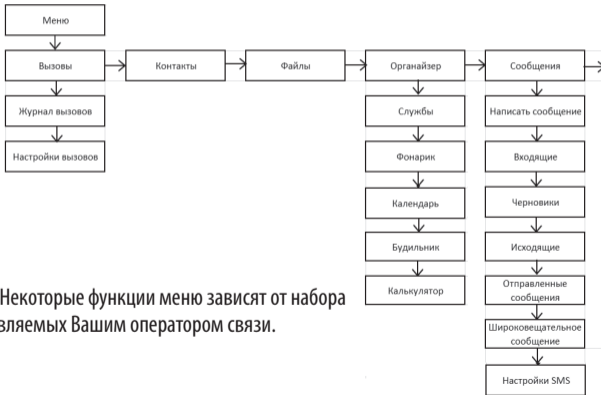 Меню
Вызовы
Контакты
Файлы
Органайзер
Сообщения
Журнал вызовов
Настройки вызовов
Службы
Фонарик
Календарь
Будильник
Калькулятор
Написать сообщение
Входящие
Черновики
Исходящие
Отправленные
сообщения
Широковещательное
сообщение
Настройки SMS
Некоторые функции меню зависят от набора
вляемых Вашим оператором связи.